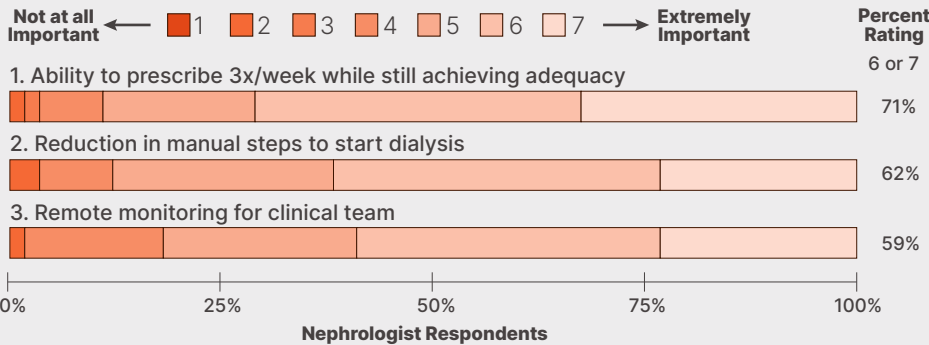 Not at all
Important
1
2
3
4
5
6
7
Extremely
Important
Percent
Rating
6 or 7
1. Ability to prescribe 3x/week while still achieving adequacy
71%
2. Reduction in manual steps to start dialysis
62%
3. Remote monitoring for clinical team
59%
0%
25%
50%
75%
100%
Nephrologist Respondents